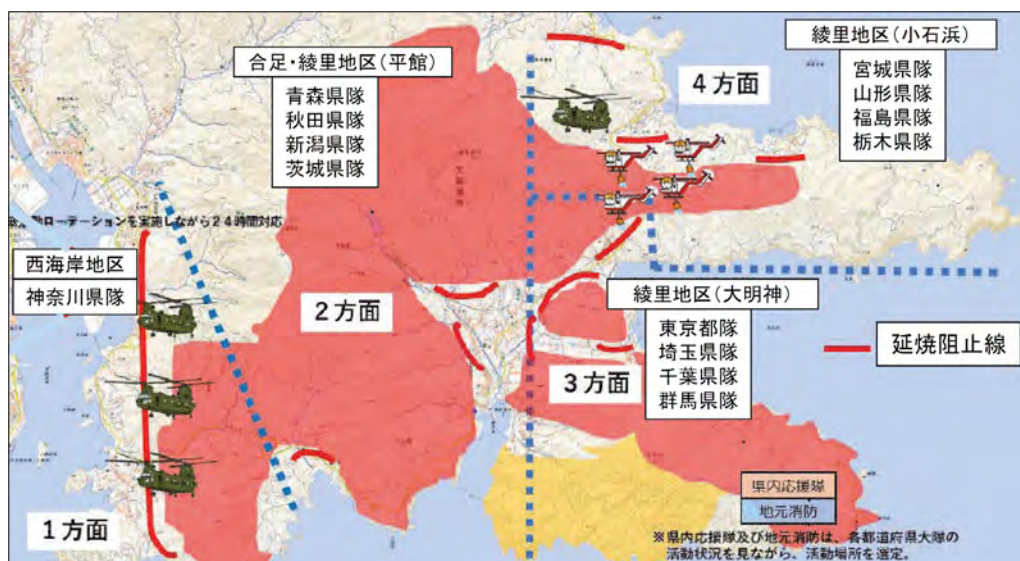 合足・綾里地区(平館)
青森県隊
秋田県隊
新潟県隊
茨城県隊
綾里地区(小石浜)
宮城県隊
山形県隊
福島県隊
栃木県隊
4方面
ローテーションを実施しながら24時間対応
西海岸地区
神奈川県隊
2方面
綾里地区(大明神)
東京都隊
埼玉県隊
千葉県隊
群馬県隊
延焼阻止線
3方面
1方面
県内応援隊
地元消防
※県内応援隊及び地元消防は、各都道府県大隊の
活動状況を見ながら、活動場所を選定。